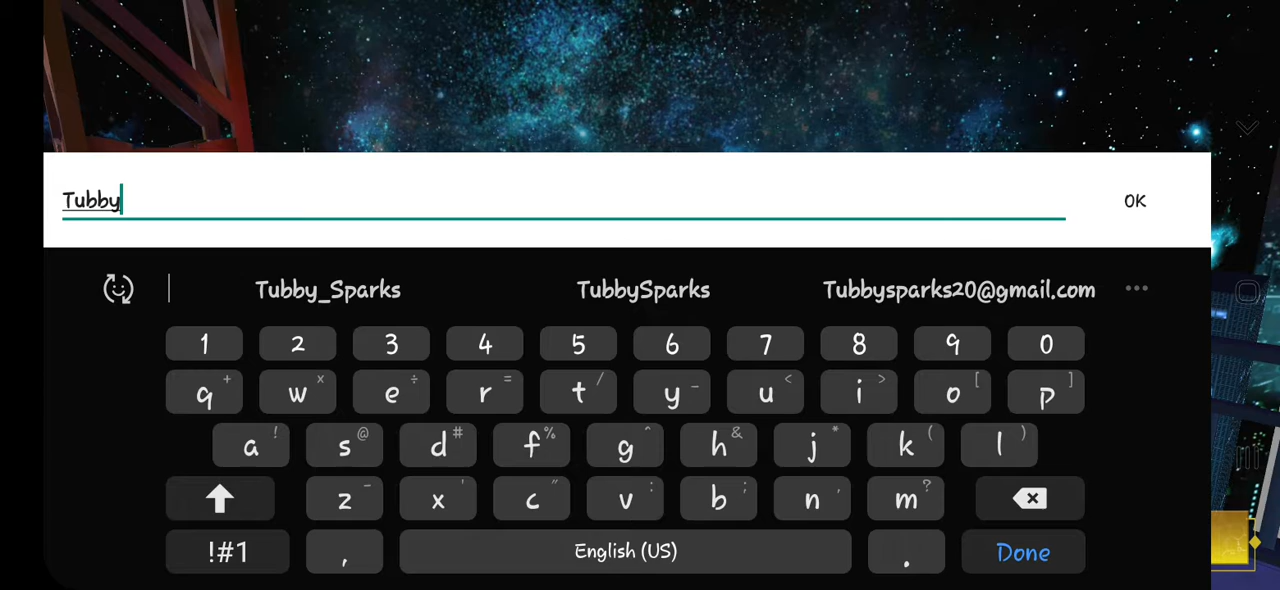 Tubby
OK
Tubby_Sparks TubbySparks Tubbysparks20@gmail.com
1 2 3 4 5 6 7 8 9 0
q + w x e ÷ r = t / y _ u < i > o [ p ]
a ! s @ d # f % g ^ h & j * k ( l )
z - x ' c " v : b ; n , m ?
!#1 , English (US) . Done